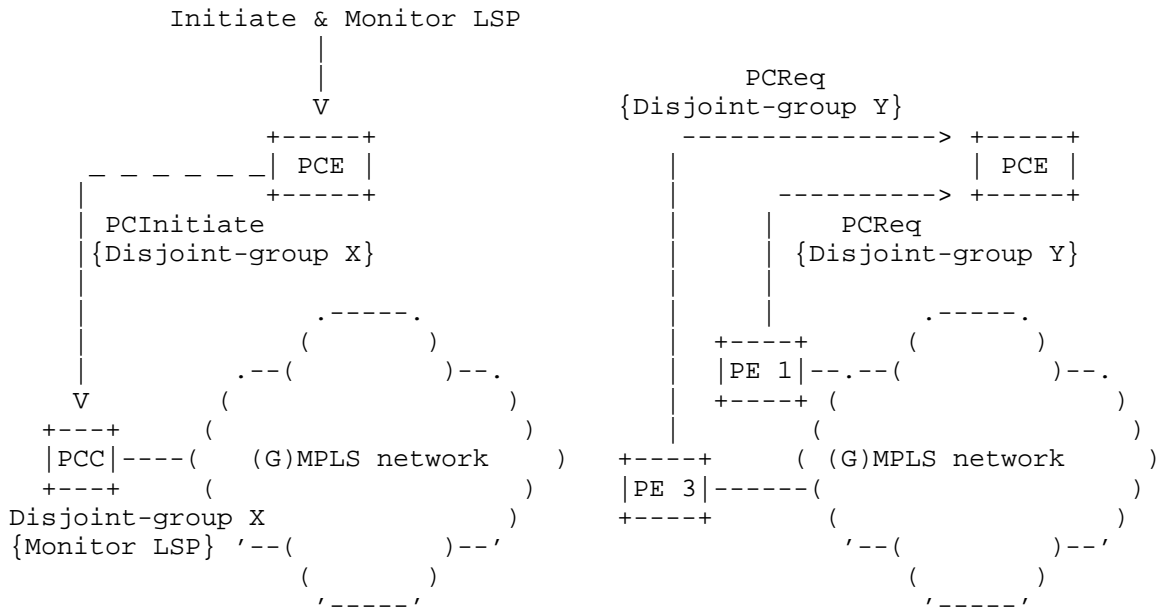 Initiate & Monitor LSP
PCReq
{Disjoint-group Y}
V
PCE
PCE
PCInitiate
PCReq
{Disjoint-group X}
{Disjoint-group Y}
PE 1
V
PCC
(G)MPLS network
(G)MPLS network
PE 3
Disjoint-group X
{Monitor LSP}